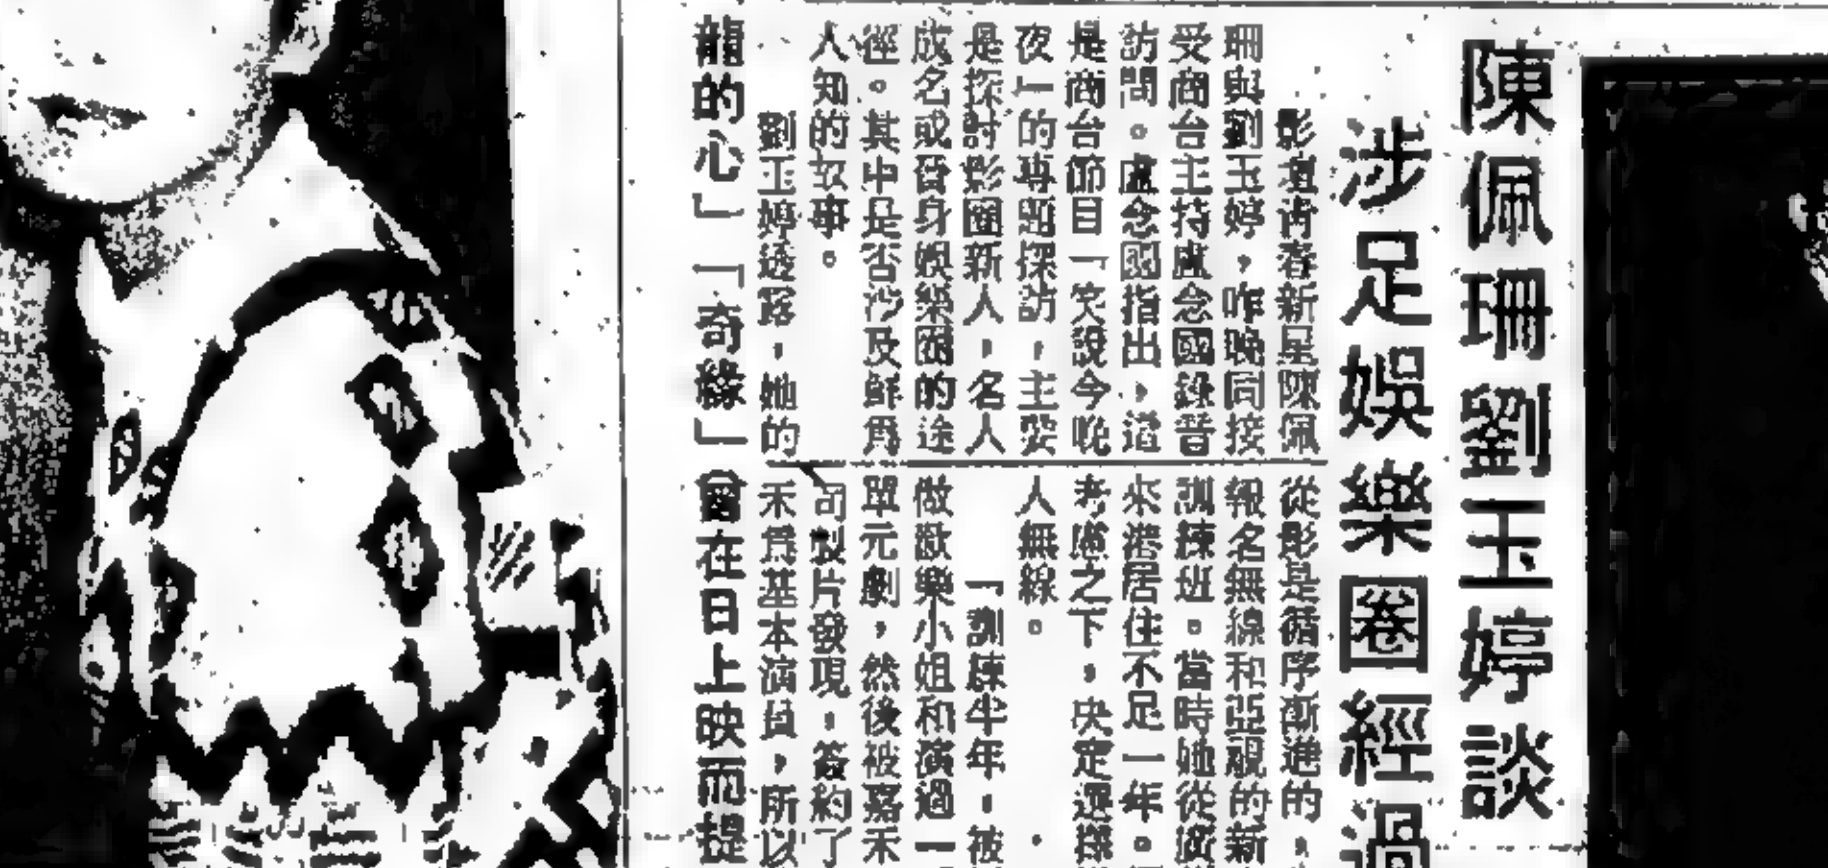 陳佩珊劉玉婷談
涉足娛樂圈經過
影壇青春新星陳佩
珊與劉玉婷，昨晚同接
受商台主持盧念國錄音
訪問。盧念國指出，這
是商台節目「笑說今晚
夜」的專題探訪，主要
是探討影圈新人，名人
成名或晉身娛樂圈的途
徑。其中是否涉及鮮為
人知的故事。
劉玉婷透露，她的
從影是循序漸進的，
報名無線和亞視的新
訓練班。當時她從
來港居住不足一年。
考慮之下，決定選擇
人無線。
「訓練半年，被
做歡樂小姐和演過一
單元劇，然後被嘉禾
司製片發現，簽約了
禾為基本演員，所以
龍的心」「奇緣」曾在日上映而提